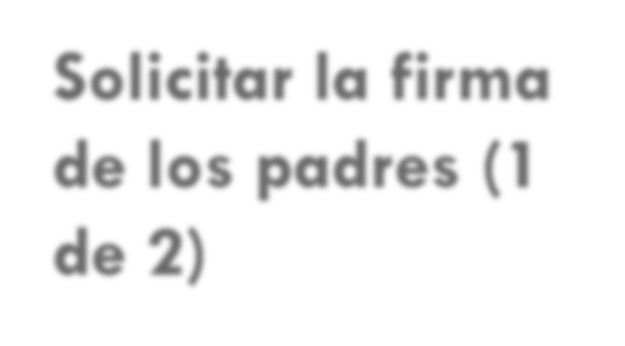 Solicitar la firma
de los padres (1
de 2)